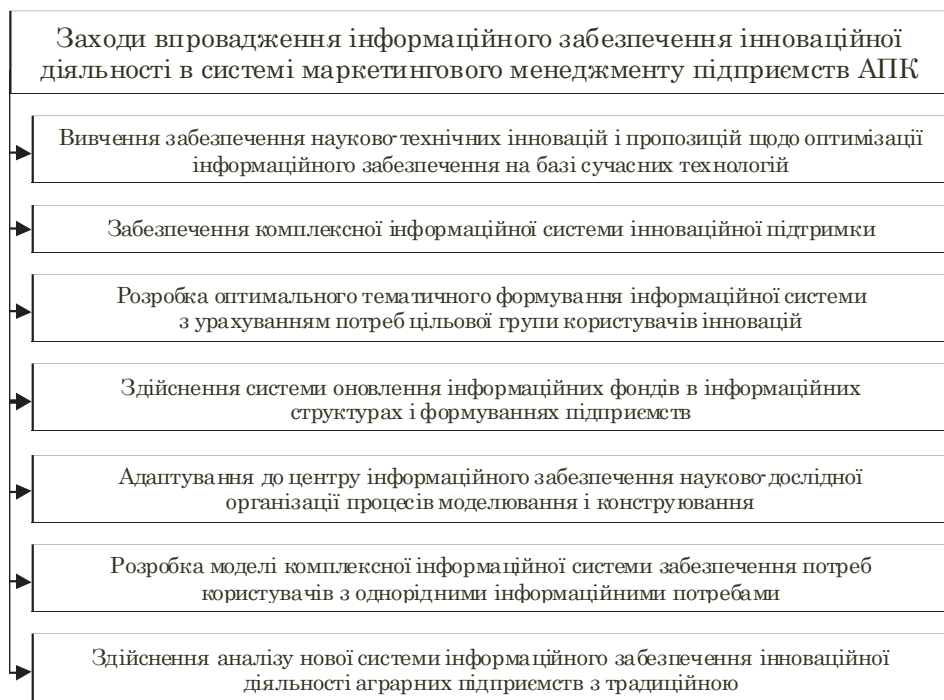 Заходи впровадження інформаційного забезпечення інноваційної
діяльності в системі маркетингового менеджменту підприємств АПК
Вивчення забезпечення науково-технічних інновацій і пропозицій щодо оптимізації
інформаційного забезпечення на базі сучасних технологій
Забезпечення комплексної інформаційної системи інноваційної підтримки
Розробка оптимального тематичного формування інформаційної системи
з урахуванням потреб цільової групи користувачів інновацій
Здійснення системи оновлення інформаційних фондів в інформаційних
структурах і формуваннях підприємств
Адаптування до центру інформаційного забезпечення науково-дослідної
організації процесів моделювання і конструювання
Розробка моделі комплексної інформаційної системи забезпечення потреб
користувачів з однорідними інформаційними потребами
Здійснення аналізу нової системи інформаційного забезпечення інноваційної
діяльності аграрних підприємств з традиційною